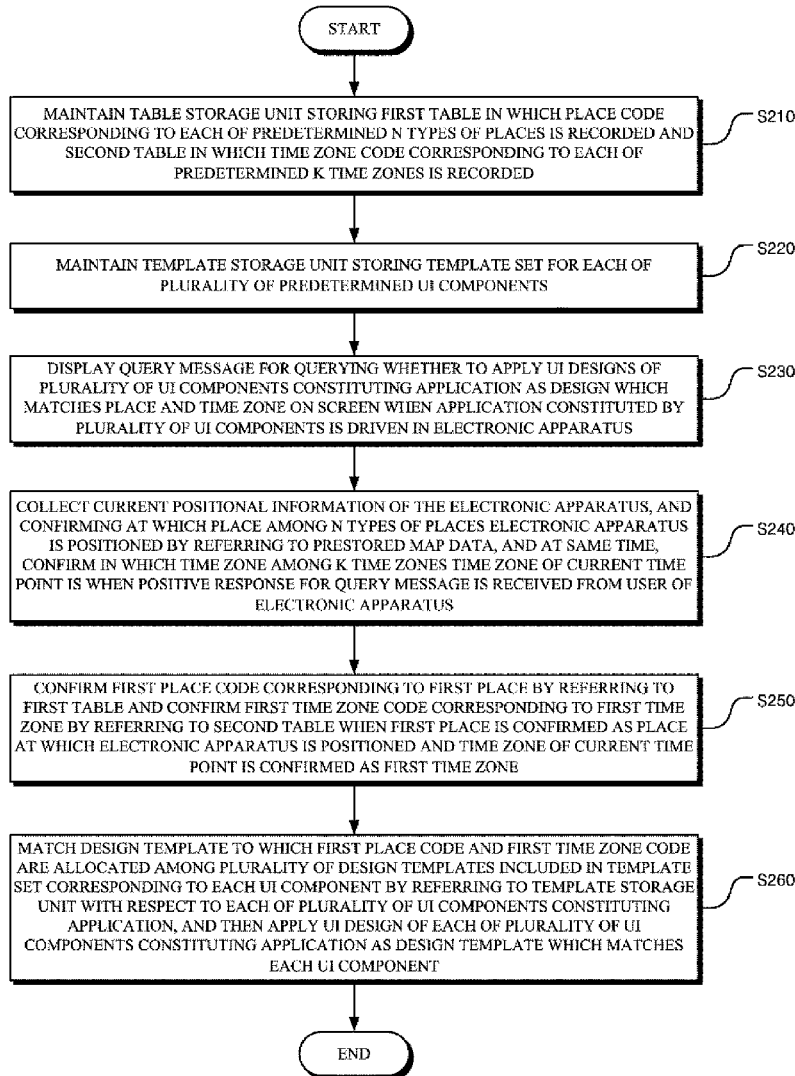 START
MAINTAIN TABLE STORAGE UNIT STORING FIRST TABLE IN WHICH PLACE CODE
CORRESPONDING TO EACH OF PREDETERMINED N TYPES OF PLACES IS RECORDED AND
SECOND TABLE IN WHICH TIME ZONE CODE CORRESPONDING TO EACH OF
PREDETERMINED K TIME ZONES IS RECORDED
S210
MAINTAIN TEMPLATE STORAGE UNIT STORING TEMPLATE SET FOR EACH OF
PLURALITY OF PREDETERMINED UI COMPONENTS
S220
DISPLAY QUERY MESSAGE FOR QUERYING WHETHER TO APPLY UI DESIGNS OF
PLURALITY OF UI COMPONENTS CONSTITUTING APPLICATION AS DESIGN WHICH
MATCHES PLACE AND TIME ZONE ON SCREEN WHEN APPLICATION CONSTITUTED BY
PLURALITY OF UI COMPONENTS IS DRIVEN IN ELECTRONIC APPARATUS
S230
COLLECT CURRENT POSITIONAL INFORMATION OF THE ELECTRONIC APPARATUS, AND
CONFIRMING AT WHICH PLACE AMONG N TYPES OF PLACES ELECTRONIC APPARATUS
IS POSITIONED BY REFERRING TO PRESTORED MAP DATA, AND AT SAME TIME,
CONFIRM IN WHICH TIME ZONE AMONG K TIME ZONES TIME ZONE OF CURRENT TIME
POINT IS WHEN POSITIVE RESPONSE FOR QUERY MESSAGE IS RECEIVED FROM USER OF
ELECTRONIC APPARATUS
S240
CONFIRM FIRST PLACE CODE CORRESPONDING TO FIRST PLACE BY REFERRING TO
FIRST TABLE AND CONFIRM FIRST TIME ZONE CODE CORRESPONDING TO FIRST TIME
ZONE BY REFERRING TO SECOND TABLE WHEN FIRST PLACE IS CONFIRMED AS PLACE
AT WHICH ELECTRONIC APPARATUS IS POSITIONED AND TIME ZONE OF CURRENT TIME
POINT IS CONFIRMED AS FIRST TIME ZONE
S250
MATCH DESIGN TEMPLATE TO WHICH FIRST PLACE CODE AND FIRST TIME ZONE CODE
ARE ALLOCATED AMONG PLURALITY OF DESIGN TEMPLATES INCLUDED IN TEMPLATE
SET CORRESPONDING TO EACH UI COMPONENT BY REFERRING TO TEMPLATE STORAGE
UNIT WITH RESPECT TO EACH OF PLURALITY OF UI COMPONENTS CONSTITUTING
APPLICATION, AND THEN APPLY UI DESIGN OF EACH OF PLURALITY OF UI
COMPONENTS CONSTITUTING APPLICATION AS DESIGN TEMPLATE WHICH MATCHES
EACH UI COMPONENT
S260
END